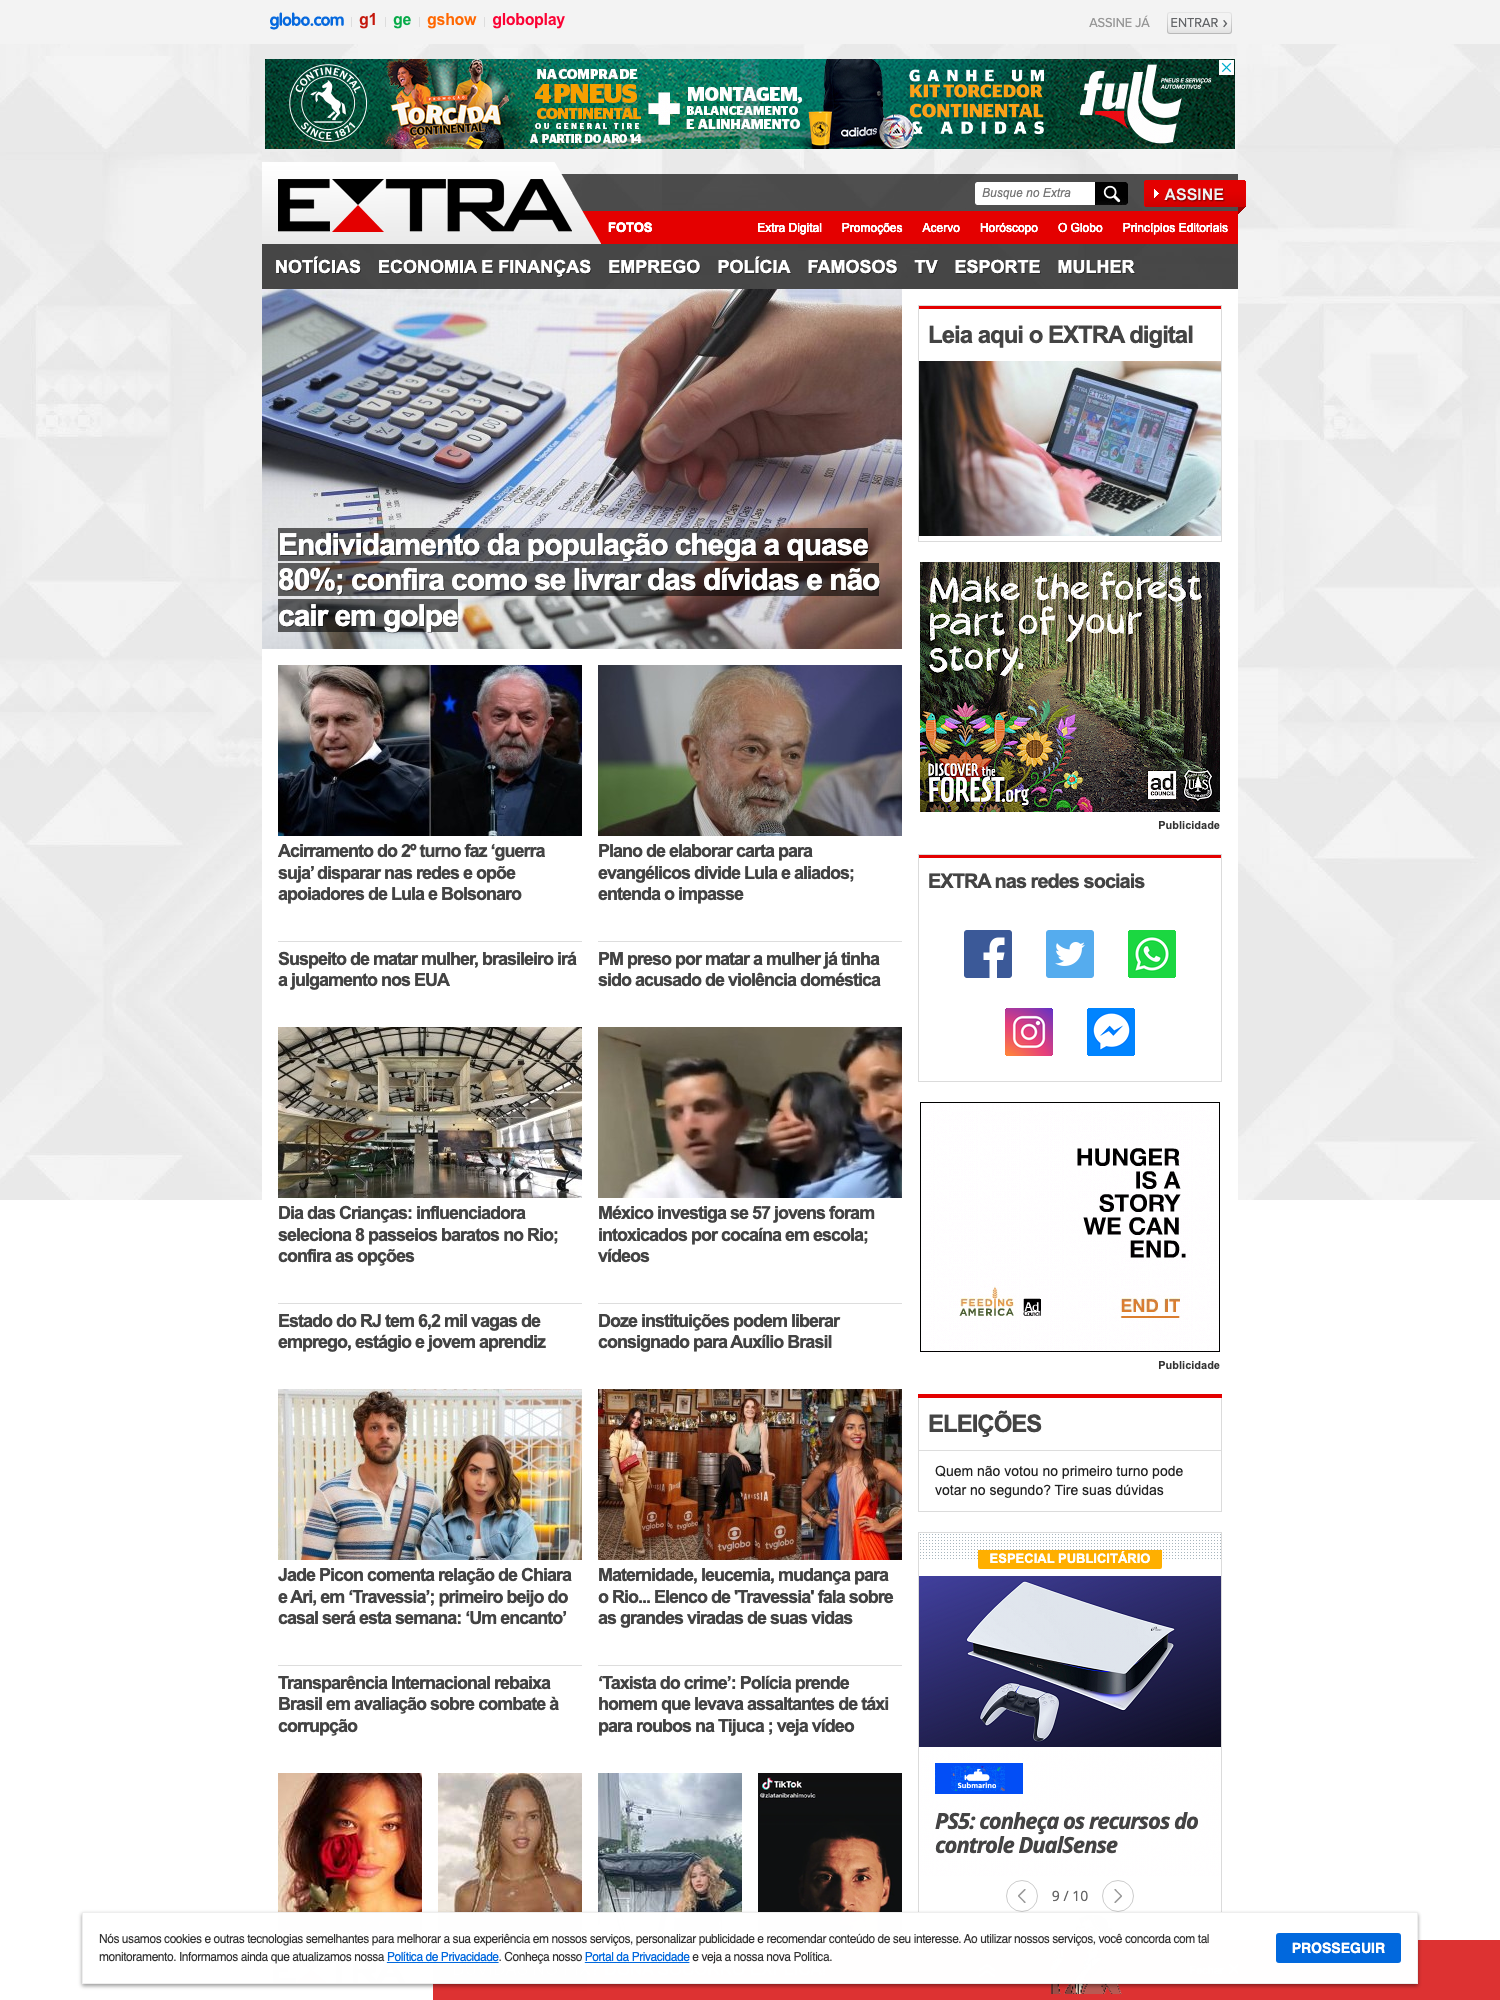 globo.com
g1
ge
gshow
globoplay
ASSINE JÁ
ENTRAR ›
CONTINENTAL
SINCE 1871
TORCIDA
CONTINENTAL
NA COMPRA DE
4 PNEUS
CONTINENTAL
OU GENERAL TIRE
A PARTIR DO ARO 14
+
MONTAGEM,
BALANCEAMENTO
E ALINHAMENTO
adidas
GANHE UM
KIT TORCEDOR
CONTINENTAL
& ADIDAS
full
PNEUS E SERVIÇOS
AUTOMOTIVOS
EXTRA
Busque no Extra
ASSINE
FOTOS
Extra Digital
Promoções
Acervo
Horóscopo
O Globo
Princípios Editoriais
NOTÍCIAS
ECONOMIA E FINANÇAS
EMPREGO
POLÍCIA
FAMOSOS
TV
ESPORTE
MULHER
Endividamento da população chega a quase
80%; confira como se livrar das dívidas e não
cair em golpe
Acirramento do 2º turno faz ‘guerra
suja’ disparar nas redes e opõe
apoiadores de Lula e Bolsonaro
Plano de elaborar carta para
evangélicos divide Lula e aliados;
entenda o impasse
Suspeito de matar mulher, brasileiro irá
a julgamento nos EUA
PM preso por matar a mulher já tinha
sido acusado de violência doméstica
Dia das Crianças: influenciadora
seleciona 8 passeios baratos no Rio;
confira as opções
México investiga se 57 jovens foram
intoxicados por cocaína em escola;
vídeos
Estado do RJ tem 6,2 mil vagas de
emprego, estágio e jovem aprendiz
Doze instituições podem liberar
consignado para Auxílio Brasil
tvglobo
tvglobo
tvglobo
Jade Picon comenta relação de Chiara
e Ari, em ‘Travessia’; primeiro beijo do
casal será esta semana: ‘Um encanto’
Maternidade, leucemia, mudança para
o Rio... Elenco de 'Travessia' fala sobre
as grandes viradas de suas vidas
Transparência Internacional rebaixa
Brasil em avaliação sobre combate à
corrupção
‘Taxista do crime’: Polícia prende
homem que levava assaltantes de táxi
para roubos na Tijuca ; veja vídeo
TikTok
@zlatanibrahimovic
Leia aqui o EXTRA digital
Make the forest
part of your
story.
DISCOVER the
FOREST.org
ad
COUNCIL
U S
Publicidade
EXTRA nas redes sociais
HUNGER
IS A
STORY
WE CAN
END.
FEEDING
AMERICA
Ad
Council
END IT
Publicidade
ELEIÇÕES
Quem não votou no primeiro turno pode
votar no segundo? Tire suas dúvidas
ESPECIAL PUBLICITÁRIO
Submarino
PS5: conheça os recursos do
controle DualSense
9 / 10
Nós usamos cookies e outras tecnologias semelhantes para melhorar a sua experiência em nossos serviços, personalizar publicidade e recomendar conteúdo de seu interesse. Ao utilizar nossos serviços, você concorda com tal
monitoramento. Informamos ainda que atualizamos nossa Política de Privacidade. Conheça nosso Portal da Privacidade e veja a nossa nova Política.
PROSSEGUIR